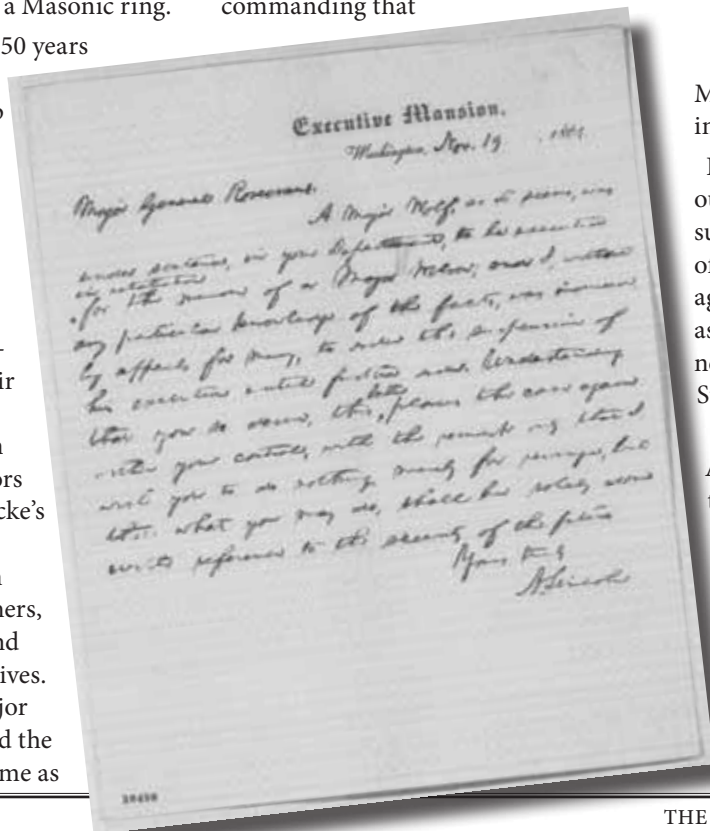 a Masonic ring.
50 years
commanding that
Executive Mansion.
Washington, Nov. 19, 186
Major General Rosecrans.
A Major Wolf, as it seems, was
under sentence, in your Department, to be executed
in retaliation
for the murder of a Major Wilson; and I, without
any particular knowledge of the facts, was induced
by appeals for mercy, to order the suspension of
his execution until further order. Understanding
that you so desire, this letter places the case again
within your control, with the remark only that I
wish you to do nothing merely for revenge, but
that what you may do, shall be solely done
with reference to the security of the future
Yours truly
A. Lincoln
ir
ors
cke's
ners,
nd
ives.
jor
d the
me as
M
in
ou
su
of
ag
as
S
THE